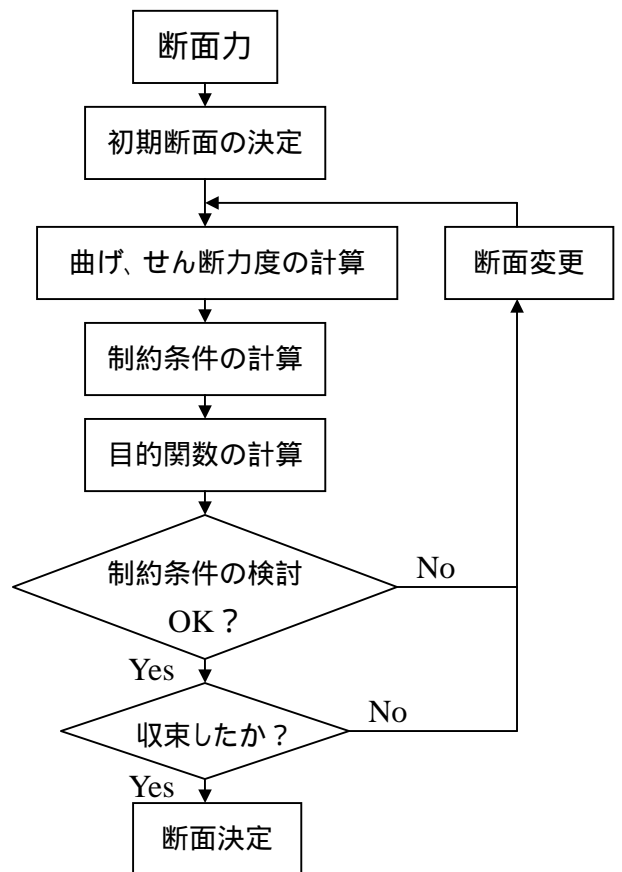 断面力
初期断面の決定
曲げ、せん断力度の計算
断面変更
制約条件の計算
目的関数の計算
制約条件の検討
OK？
No
Yes
収束したか？
No
Yes
断面決定